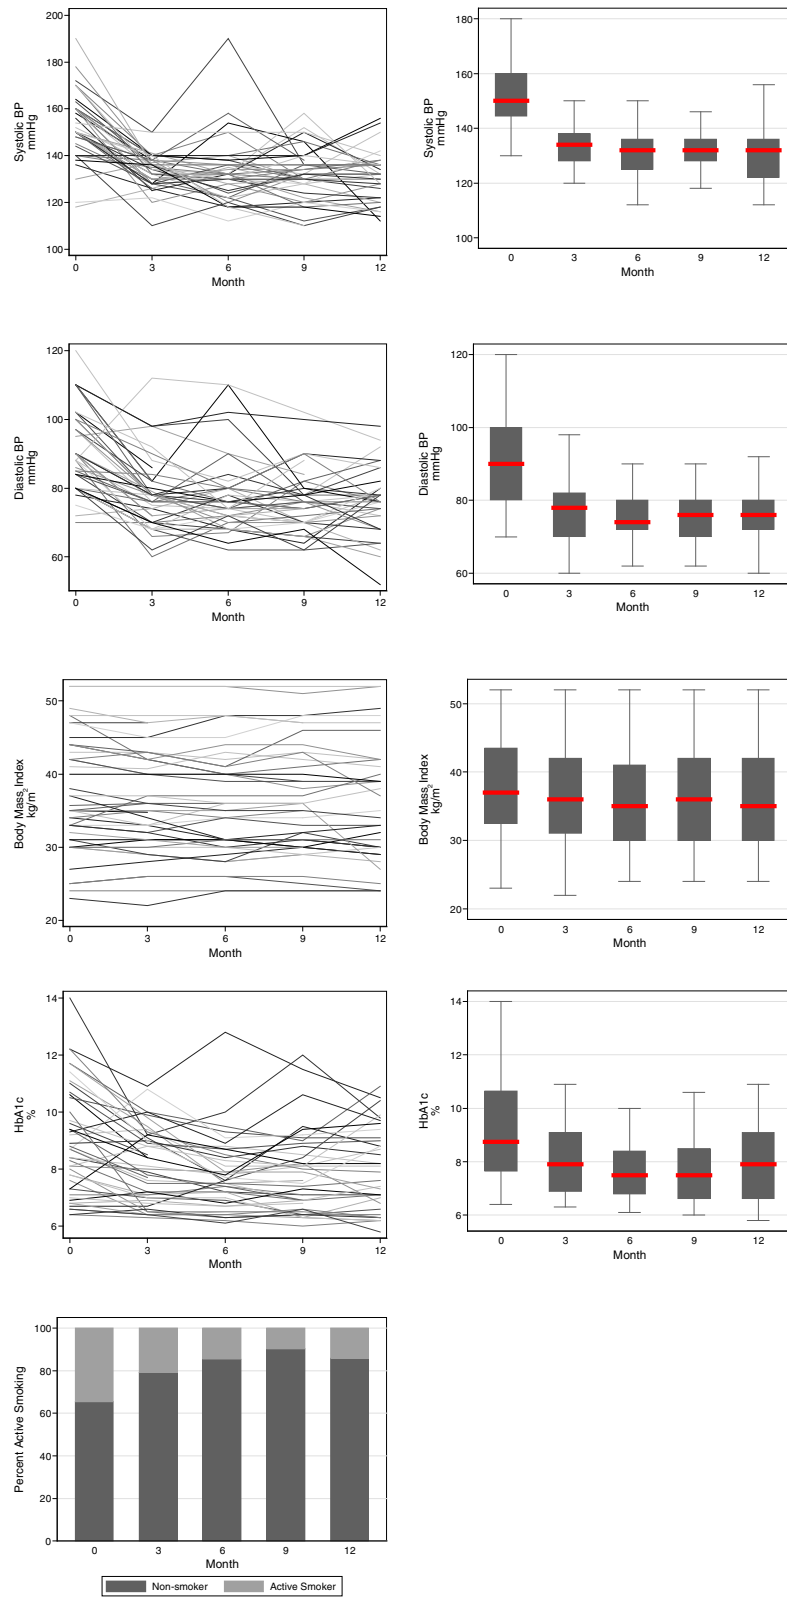 200
180
160
140
120
100
Systolic BP
mmHg
0 3 6 9 12
Month
180
160
140
120
100
Systolic BP
mmHg
0 3 6 9 12
Month
120
100
80
60
Diastolic BP
mmHg
0 3 6 9 12
Month
120
100
80
60
Diastolic BP
mmHg
0 3 6 9 12
Month
50
40
30
20
Body Mass Index
kg/m2
0 3 6 9 12
Month
50
40
30
20
Body Mass Index
kg/m2
0 3 6 9 12
Month
14
12
10
8
6
HbA1c
%
0 3 6 9 12
Month
14
12
10
8
6
HbA1c
%
0 3 6 9 12
Month
100
80
60
40
20
0
Percent Active Smoking
0 3 6 9 12
Month
Non-smoker Active Smoker